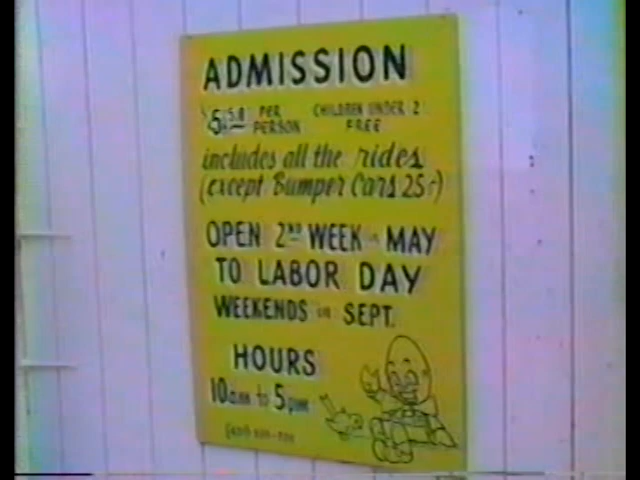 ADMISSION
$5.50 PER PERSON CHILDREN UNDER 2 FREE
includes all the rides
(except Bumper Cars 25¢)
OPEN 2ND WEEK in MAY
TO LABOR DAY
WEEKENDS in SEPT.
HOURS
10am to 5pm